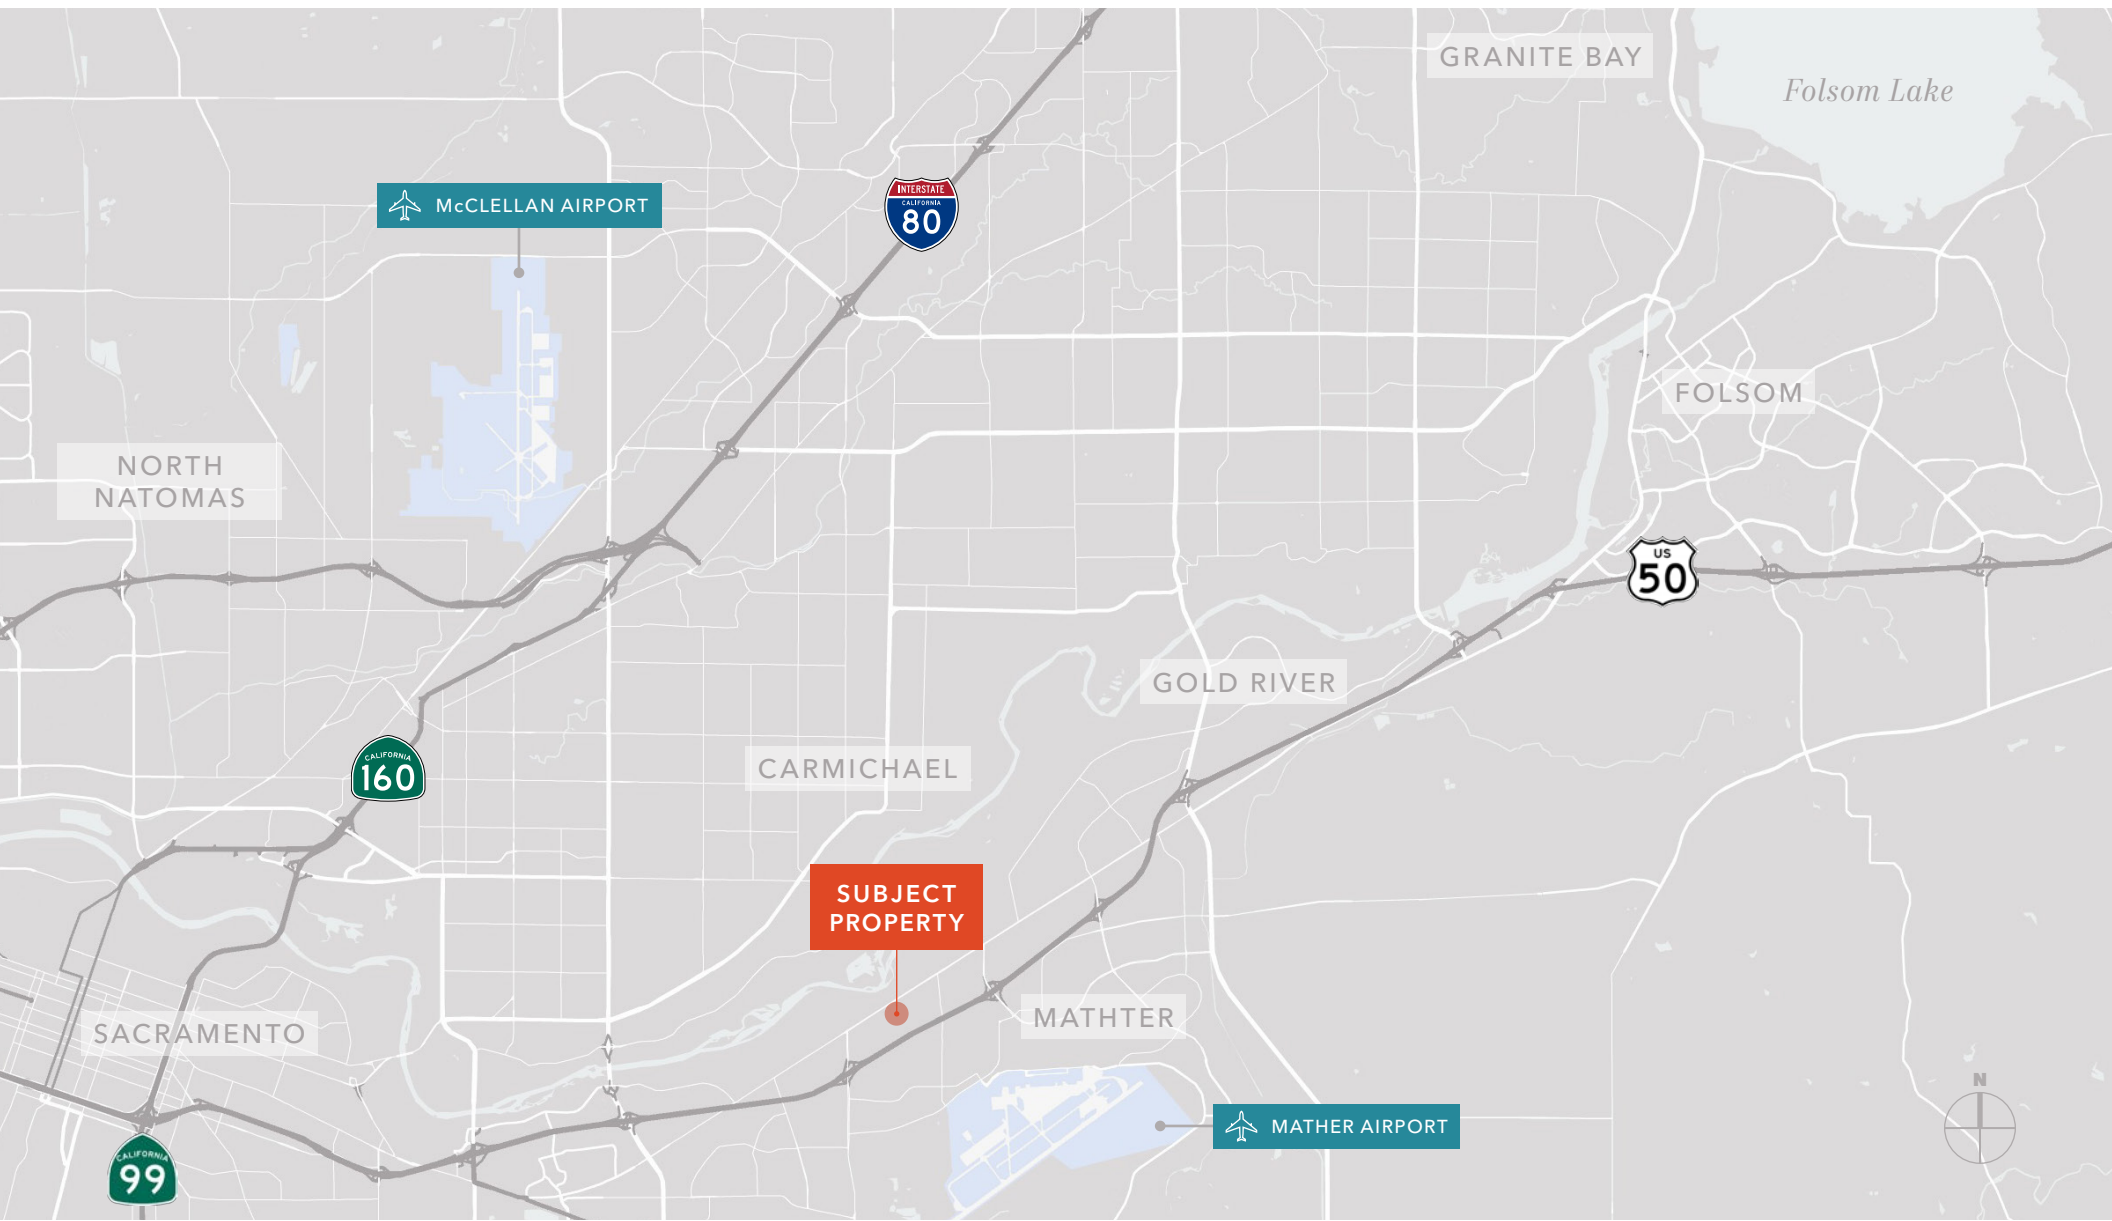 GRANITE BAY
Folsom Lake
McCLELLAN AIRPORT
INTERSTATE
CALIFORNIA
80
FOLSOM
NORTH
NATOMAS
US
50
GOLD RIVER
CALIFORNIA
160
CARMICHAEL
SUBJECT
PROPERTY
MATHTER
SACRAMENTO
N
MATHER AIRPORT
CALIFORNIA
99